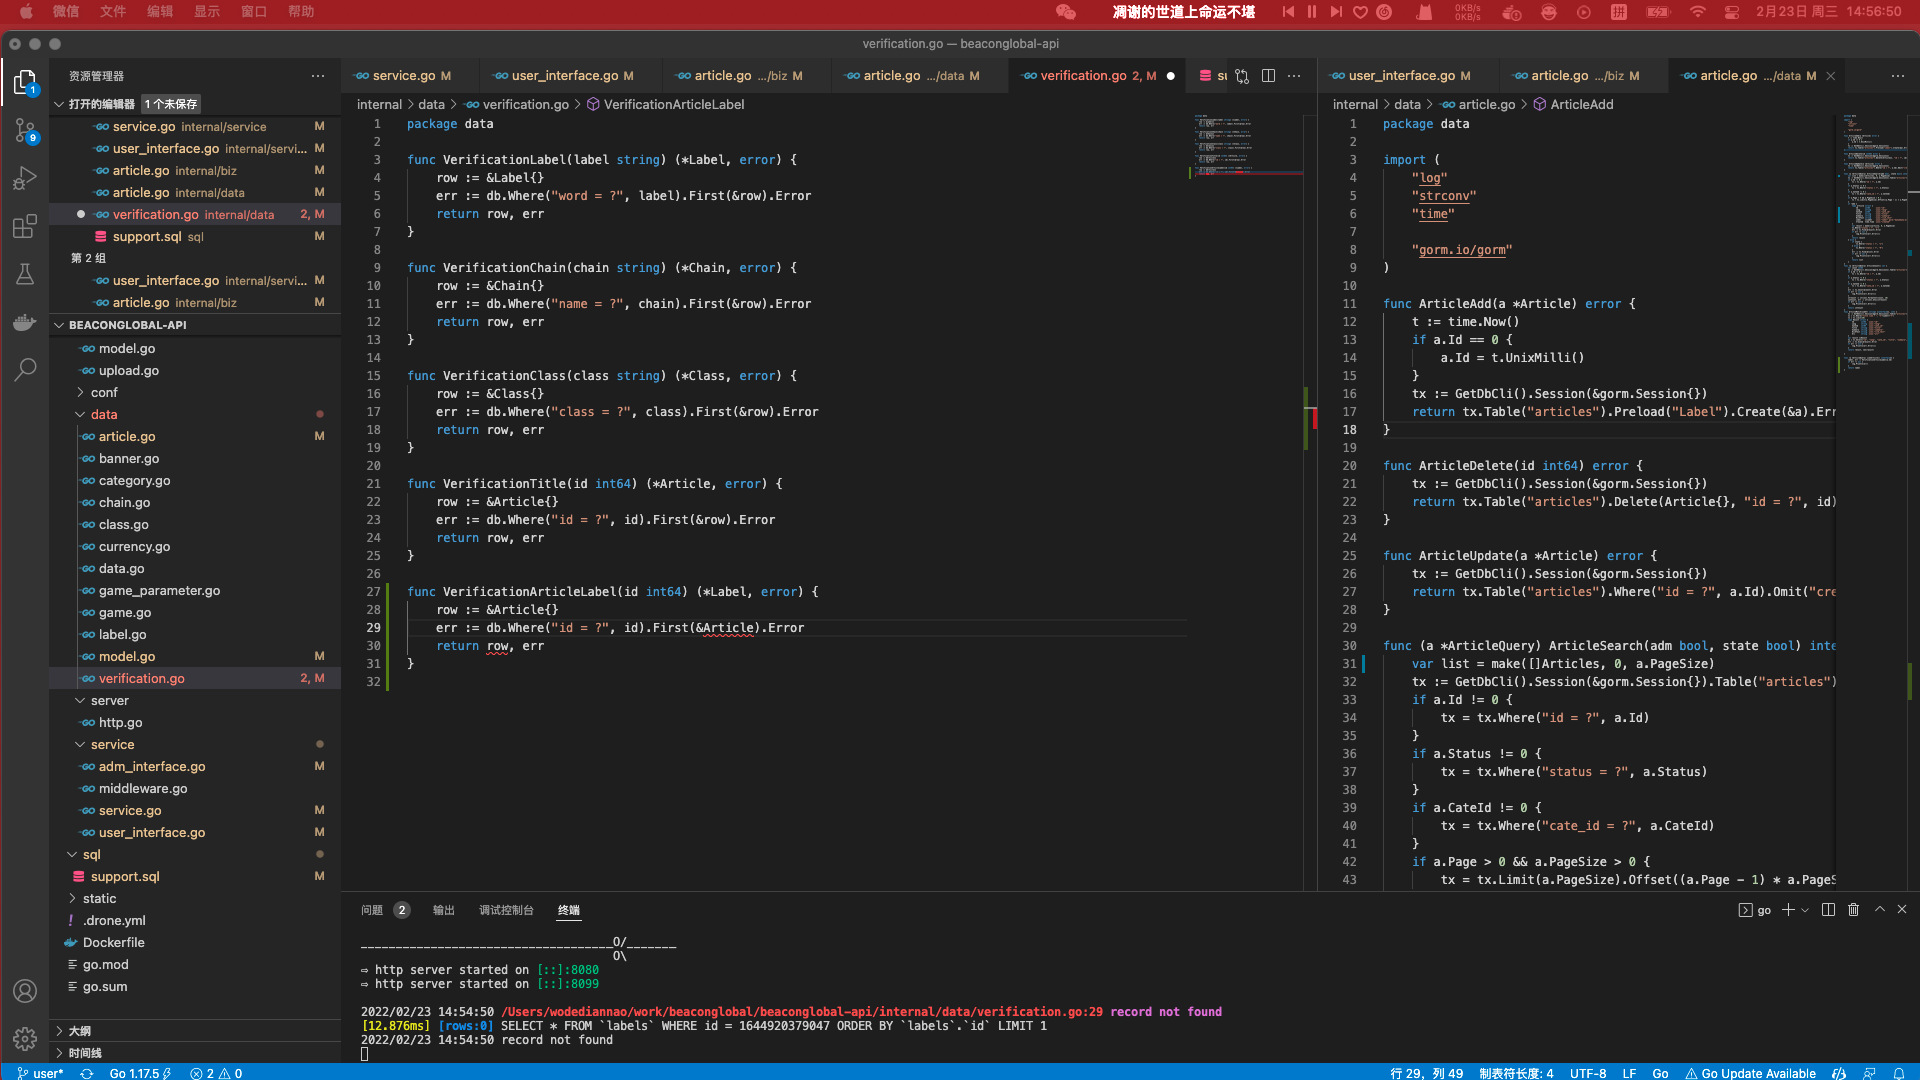 微信 文件 编辑 显示 窗口 帮助
凋谢的世道上命运不堪
0KB/s
0KB/s
拼
2月23日 周三 14:56:50
verification.go — beaconglobal-api
资源管理器
打开的编辑器 1 个未保存
service.go internal/service M
user_interface.go internal/servi... M
article.go internal/biz M
article.go internal/data M
verification.go internal/data 2, M
support.sql sql M
第 2 组
user_interface.go internal/servi... M
article.go internal/biz M
BEACONGLOBAL-API
model.go
upload.go
conf
data
article.go M
banner.go
category.go
chain.go
class.go
currency.go
data.go
game_parameter.go
game.go
label.go
model.go M
verification.go 2, M
server
http.go
service
adm_interface.go M
middleware.go
service.go M
user_interface.go M
sql
support.sql M
static
.drone.yml
Dockerfile
go.mod
go.sum
大纲
时间线
service.go M
user_interface.go M
article.go .../biz M
article.go .../data M
verification.go 2, M
su
internal > data > verification.go > VerificationArticleLabel
1 package data
2
3 func VerificationLabel(label string) (*Label, error) {
4 row := &Label{}
5 err := db.Where("word = ?", label).First(&row).Error
6 return row, err
7 }
8
9 func VerificationChain(chain string) (*Chain, error) {
10 row := &Chain{}
11 err := db.Where("name = ?", chain).First(&row).Error
12 return row, err
13 }
14
15 func VerificationClass(class string) (*Class, error) {
16 row := &Class{}
17 err := db.Where("class = ?", class).First(&row).Error
18 return row, err
19 }
20
21 func VerificationTitle(id int64) (*Article, error) {
22 row := &Article{}
23 err := db.Where("id = ?", id).First(&row).Error
24 return row, err
25 }
26
27 func VerificationArticleLabel(id int64) (*Label, error) {
28 row := &Article{}
29 err := db.Where("id = ?", id).First(&Article).Error
30 return row, err
31 }
32
user_interface.go M
article.go .../biz M
article.go .../data M
internal > data > article.go > ArticleAdd
1 package data
2
3 import (
4 "log"
5 "strconv"
6 "time"
7
8 "gorm.io/gorm"
9 )
10
11 func ArticleAdd(a *Article) error {
12 t := time.Now()
13 if a.Id == 0 {
14 a.Id = t.UnixMilli()
15 }
16 tx := GetDbCli().Session(&gorm.Session{})
17 return tx.Table("articles").Preload("Label").Create(&a).Err
18 }
19
20 func ArticleDelete(id int64) error {
21 tx := GetDbCli().Session(&gorm.Session{})
22 return tx.Table("articles").Delete(Article{}, "id = ?", id)
23 }
24
25 func ArticleUpdate(a *Article) error {
26 tx := GetDbCli().Session(&gorm.Session{})
27 return tx.Table("articles").Where("id = ?", a.Id).Omit("cre
28 }
29
30 func (a *ArticleQuery) ArticleSearch(adm bool, state bool) inte
31 var list = make([]Articles, 0, a.PageSize)
32 tx := GetDbCli().Session(&gorm.Session{}).Table("articles")
33 if a.Id != 0 {
34 tx = tx.Where("id = ?", a.Id)
35 }
36 if a.Status != 0 {
37 tx = tx.Where("status = ?", a.Status)
38 }
39 if a.CateId != 0 {
40 tx = tx.Where("cate_id = ?", a.CateId)
41 }
42 if a.Page > 0 && a.PageSize > 0 {
43 tx = tx.Limit(a.PageSize).Offset((a.Page - 1) * a.PageS
问题 2 输出 调试控制台 终端
go
____________________________________O/_______
O\
⇨ http server started on [::]:8080
⇨ http server started on [::]:8099
2022/02/23 14:54:50 /Users/wodediannao/work/beaconglobal/beaconglobal-api/internal/data/verification.go:29 record not found
[12.876ms] [rows:0] SELECT * FROM `labels` WHERE id = 1644920379047 ORDER BY `labels`.`id` LIMIT 1
2022/02/23 14:54:50 record not found
user* Go 1.17.5 2 0
行 29，列 49 制表符长度: 4 UTF-8 LF Go Go Update Available
1
9